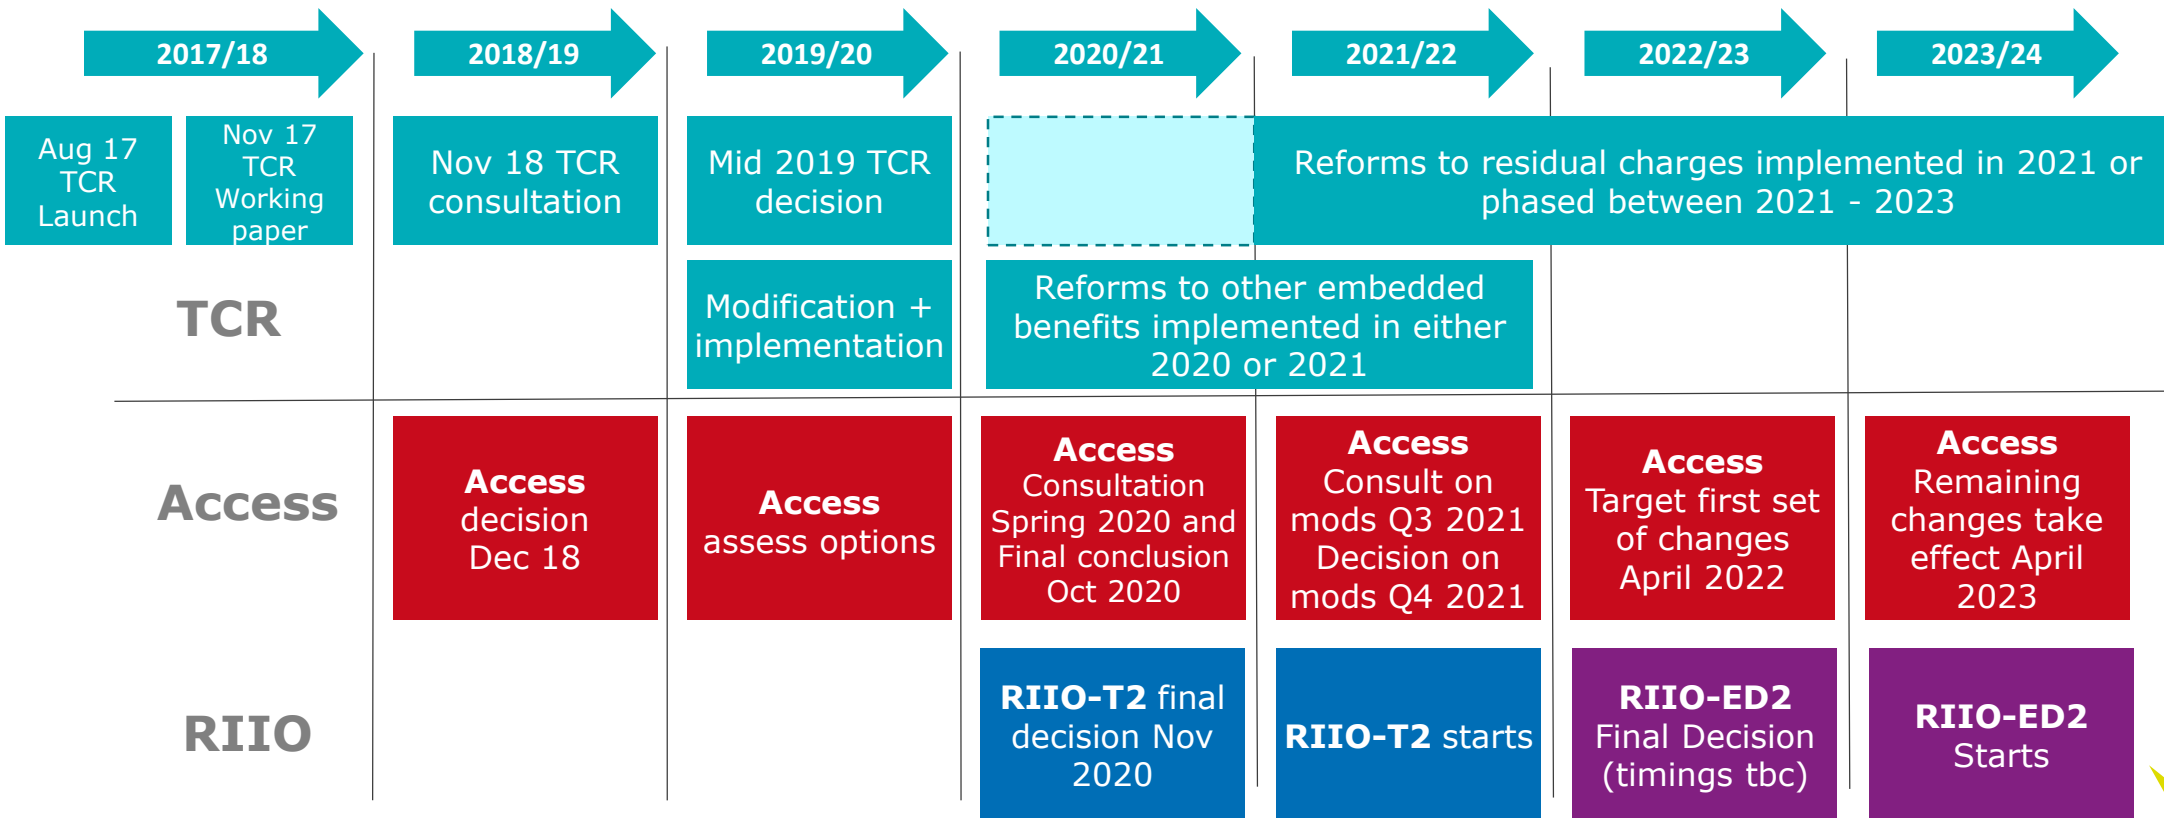 2017/18
2018/19
2019/20
2020/21
2021/22
2022/23
2023/24
Aug 17
TCR
Launch
Nov 17
TCR
Working
paper
Nov 18 TCR
consultation
Mid 2019 TCR
decision
Reforms to residual charges implemented in 2021 or
phased between 2021 - 2023
TCR
Modification +
implementation
Reforms to other embedded
benefits implemented in either
2020 or 2021
Access
Access
decision
Dec 18
Access
assess options
Access
Consultation
Spring 2020 and
Final conclusion
Oct 2020
Access
Consult on
mods Q3 2021
Decision on
mods Q4 2021
Access
Target first set
of changes
April 2022
Access
Remaining
changes take
effect April
2023
RIIO
RIIO-T2 final
decision Nov
2020
RIIO-T2 starts
RIIO-ED2
Final Decision
(timings tbc)
RIIO-ED2
Starts